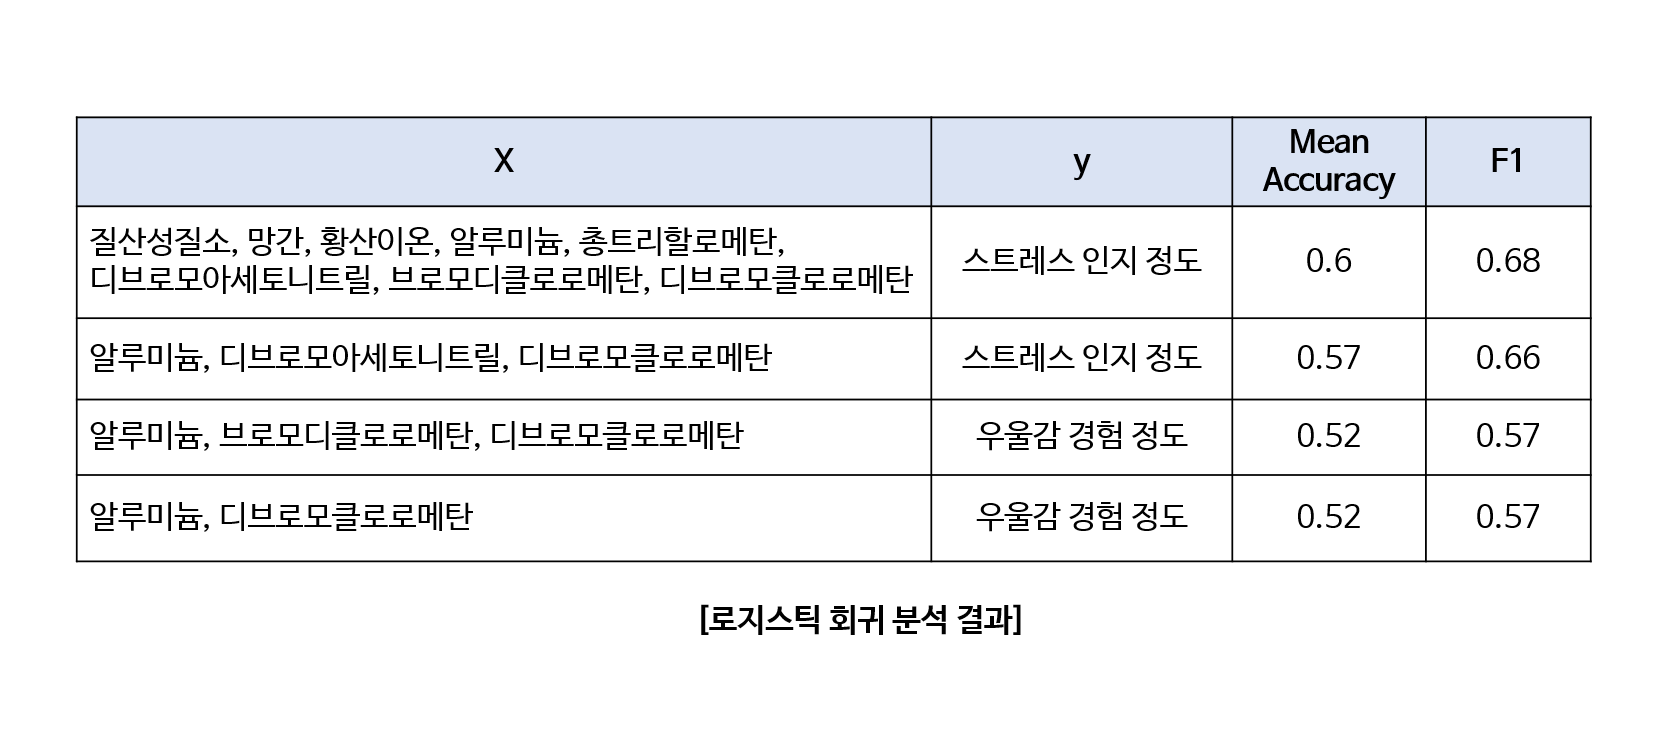 X
y
Mean
Accuracy
F1
질산성질소, 망간, 황산이온, 알루미늄, 총트리할로메탄,
디브로모아세토니트릴, 브로모디클로로메탄, 디브로모클로로메탄
스트레스 인지 정도
0.6
0.68
알루미늄, 디브로모아세토니트릴, 디브로모클로로메탄
스트레스 인지 정도
0.57
0.66
알루미늄, 브로모디클로로메탄, 디브로모클로로메탄
우울감 경험 정도
0.52
0.57
알루미늄, 디브로모클로로메탄
우울감 경험 정도
0.52
0.57
[로지스틱 회귀 분석 결과]